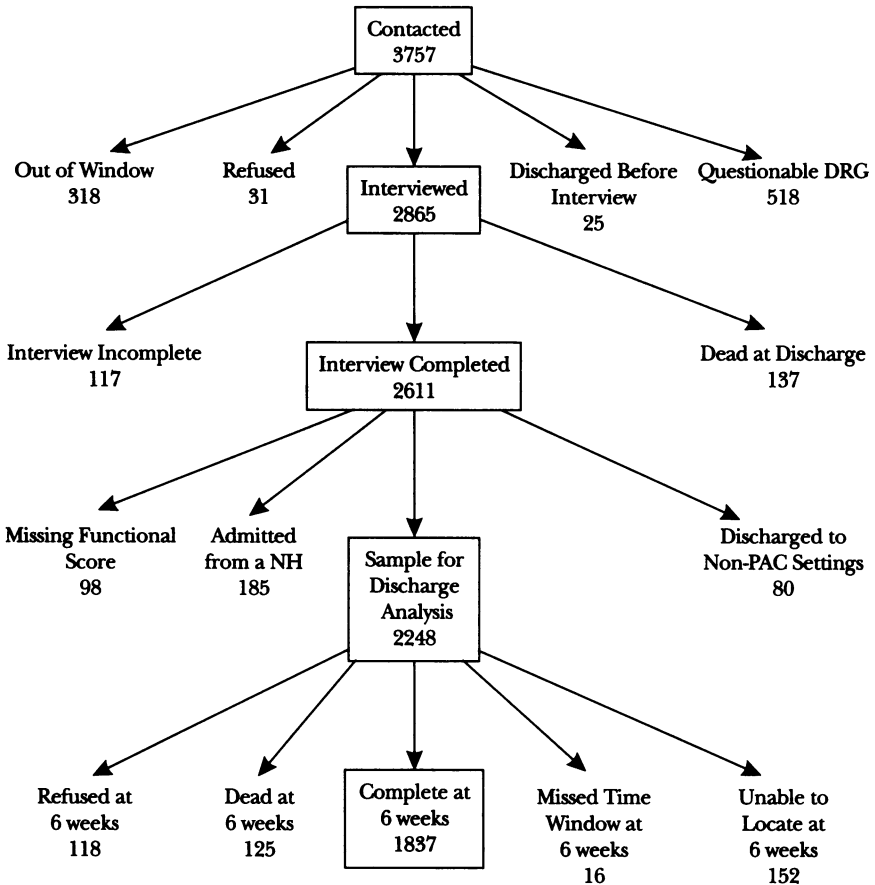 Contacted
3757
Out of Window
318
Refused
31
Interviewed
2865
Discharged Before
Interview
25
Questionable DRG
518
Interview Incomplete
117
Interview Completed
2611
Dead at Discharge
137
Missing Functional
Score
98
Admitted
from a NH
185
Sample for
Discharge
Analysis
2248
Discharged to
Non-PAC Settings
80
Refused at
6 weeks
118
Dead at
6 weeks
125
Complete at
6 weeks
1837
Missed Time
Window at
6 weeks
16
Unable to
Locate at
6 weeks
152